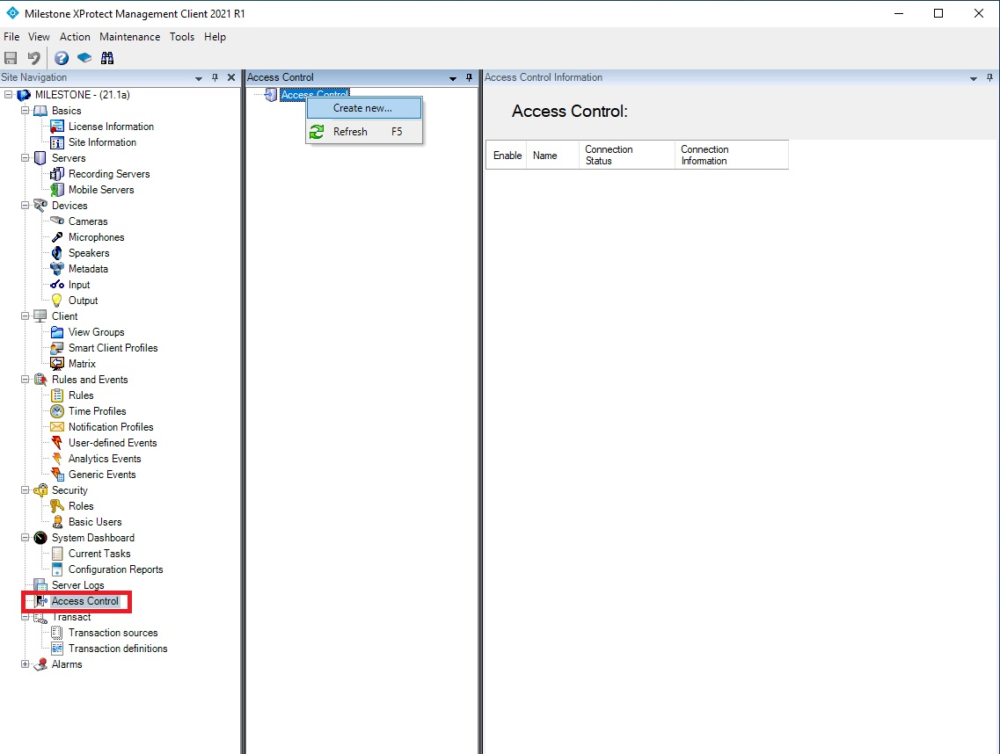 Milestone XProtect Management Client 2021 R1
File View Action Maintenance Tools Help
Site Navigation
MILESTONE - (21.1a)
Basics
License Information
Site Information
Servers
Recording Servers
Mobile Servers
Devices
Cameras
Microphones
Speakers
Metadata
Input
Output
Client
View Groups
Smart Client Profiles
Matrix
Rules and Events
Rules
Time Profiles
Notification Profiles
User-defined Events
Analytics Events
Generic Events
Security
Roles
Basic Users
System Dashboard
Current Tasks
Configuration Reports
Server Logs
Access Control
Transact
Transaction sources
Transaction definitions
Alarms
Access Control
Access Control
Create new...
Refresh F5
Access Control Information
Access Control:
Enable Name Connection Status Connection Information